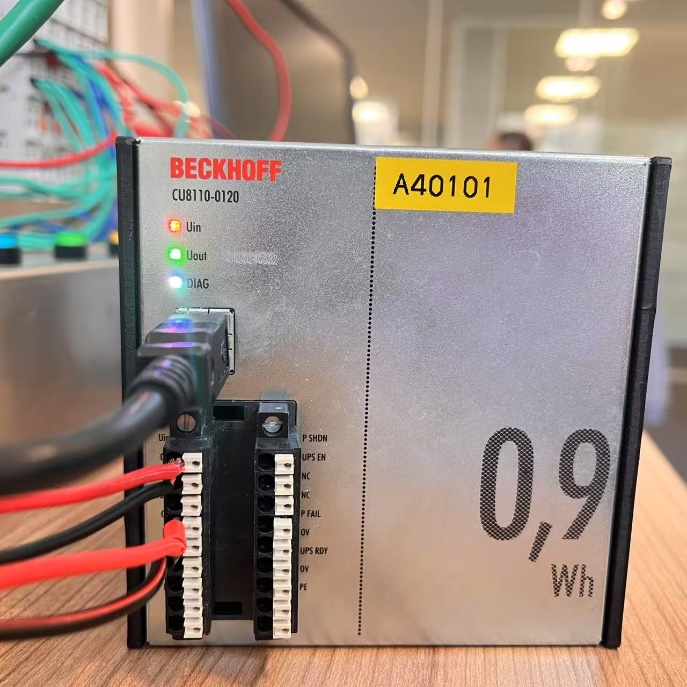 BECKHOFF
CU8110-0120
A40101
Uin
Uout
DIAG
P SHDN
UPS EN
NC
NC
P FAIL
0V
UPS RDY
0V
PE
0,9
Wh